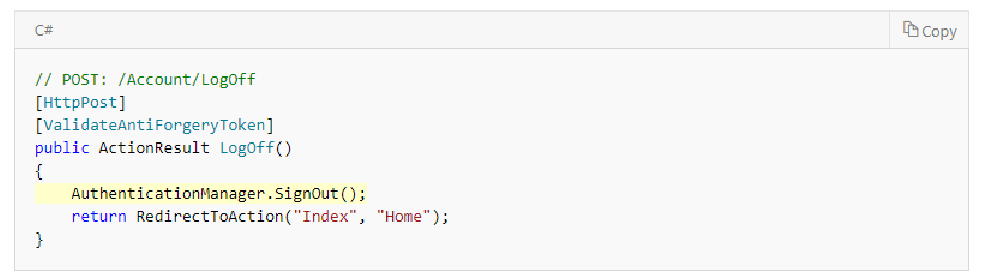 C#
Copy
// POST: /Account/LogOff
[HttpPost]
[ValidateAntiForgeryToken]
public ActionResult LogOff()
{
    AuthenticationManager.SignOut();
    return RedirectToAction("Index", "Home");
}